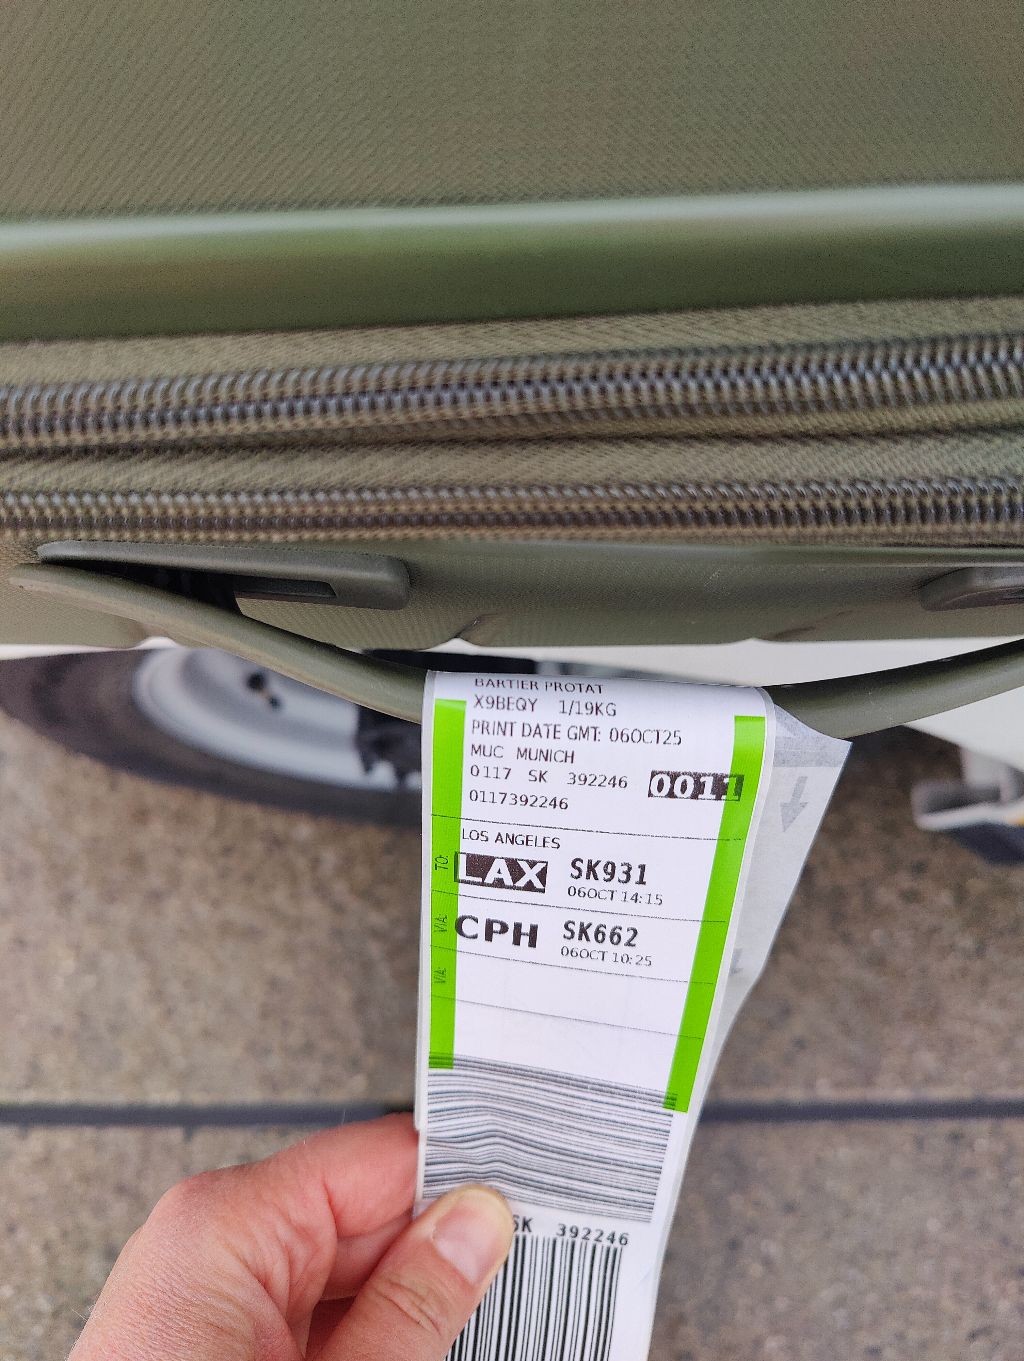 BARTIER PROTAT
X9BEQY 1/19KG
PRINT DATE GMT: 06OCT25
MUC MUNICH
0117 SK 392246 0011
0117392246
LOS ANGELES
TO: LAX SK931
06OCT 14:15
VIA: CPH SK662
06OCT 10:25
VIA:
SK 392246